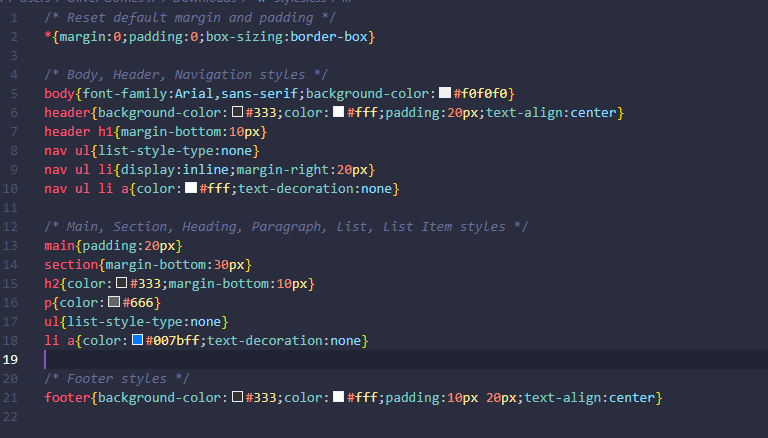 1 /* Reset default margin and padding */
2 *{margin:0;padding:0;box-sizing:border-box}
3
4 /* Body, Header, Navigation styles */
5 body{font-family:Arial,sans-serif;background-color:#f0f0f0}
6 header{background-color:#333;color:#fff;padding:20px;text-align:center}
7 header h1{margin-bottom:10px}
8 nav ul{list-style-type:none}
9 nav ul li{display:inline;margin-right:20px}
10 nav ul li a{color:#fff;text-decoration:none}
11
12 /* Main, Section, Heading, Paragraph, List, List Item styles */
13 main{padding:20px}
14 section{margin-bottom:30px}
15 h2{color:#333;margin-bottom:10px}
16 p{color:#666}
17 ul{list-style-type:none}
18 li a{color:#007bff;text-decoration:none}
19
20 /* Footer styles */
21 footer{background-color:#333;color:#fff;padding:10px 20px;text-align:center}
22